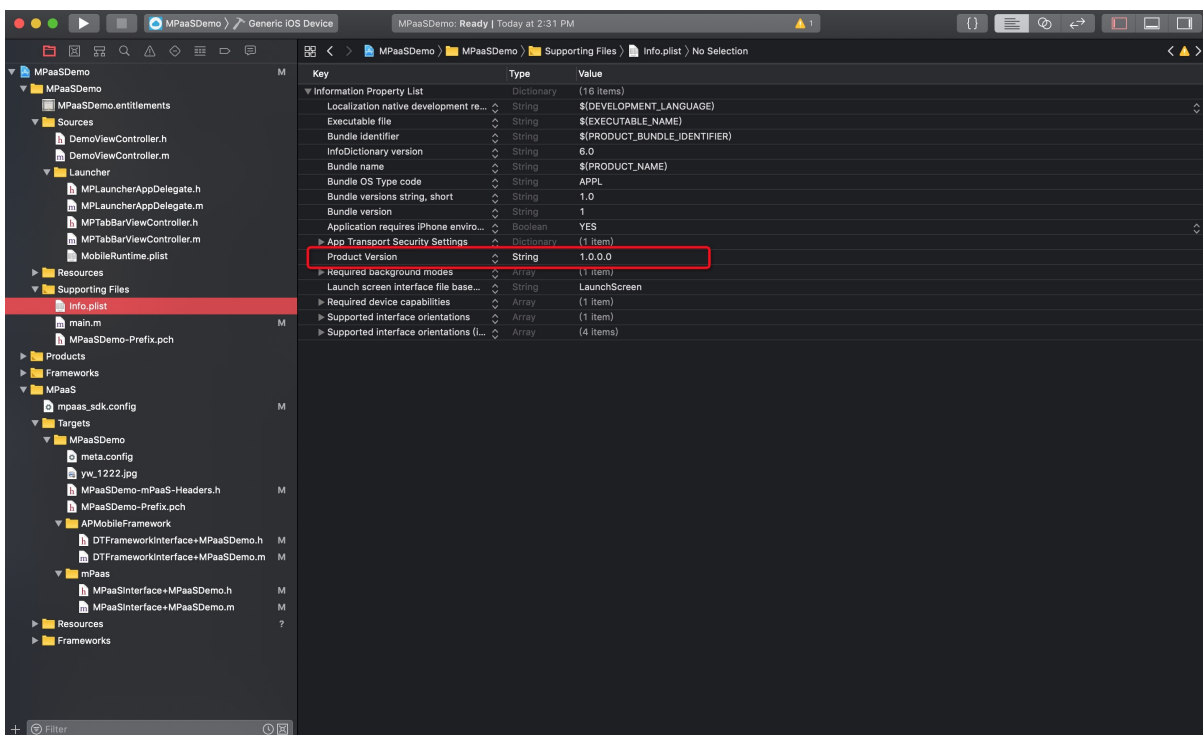 MPaaSDemo 〉 Generic iOS Device
MPaaSDemo: Ready | Today at 2:31 PM
1
MPaaSDemo 〉 MPaaSDemo 〉 Supporting Files 〉 Info.plist 〉 No Selection
MPaaSDemo M
MPaaSDemo
MPaaSDemo.entitlements
Sources
DemoViewController.h
DemoViewController.m
Launcher
MPLauncherAppDelegate.h
MPLauncherAppDelegate.m
MPTabBarViewController.h
MPTabBarViewController.m
MobileRuntime.plist
Resources
Supporting Files
Info.plist
main.m M
MPaaSDemo-Prefix.pch
Products
Frameworks
MPaaS
mpaas_sdk.config M
Targets
MPaaSDemo
meta.config
yw_1222.jpg
MPaaSDemo-mPaaS-Headers.h M
MPaaSDemo-Prefix.pch
APMobileFramework
DTFrameworkInterface+MPaaSDemo.h M
DTFrameworkInterface+MPaaSDemo.m M
mPaas
MPaaSInterface+MPaaSDemo.h M
MPaaSInterface+MPaaSDemo.m M
Resources ?
Frameworks
Filter
Key Type Value
Information Property List Dictionary (16 items)
Localization native development re... String $(DEVELOPMENT_LANGUAGE)
Executable file String $(EXECUTABLE_NAME)
Bundle identifier String $(PRODUCT_BUNDLE_IDENTIFIER)
InfoDictionary version String 6.0
Bundle name String $(PRODUCT_NAME)
Bundle OS Type code String APPL
Bundle versions string, short String 1.0
Bundle version String 1
Application requires iPhone enviro... Boolean YES
App Transport Security Settings Dictionary (1 item)
Product Version String 1.0.0.0
Required background modes Array (1 item)
Launch screen interface file base... String LaunchScreen
Required device capabilities Array (1 item)
Supported interface orientations Array (1 item)
Supported interface orientations (i... Array (4 items)